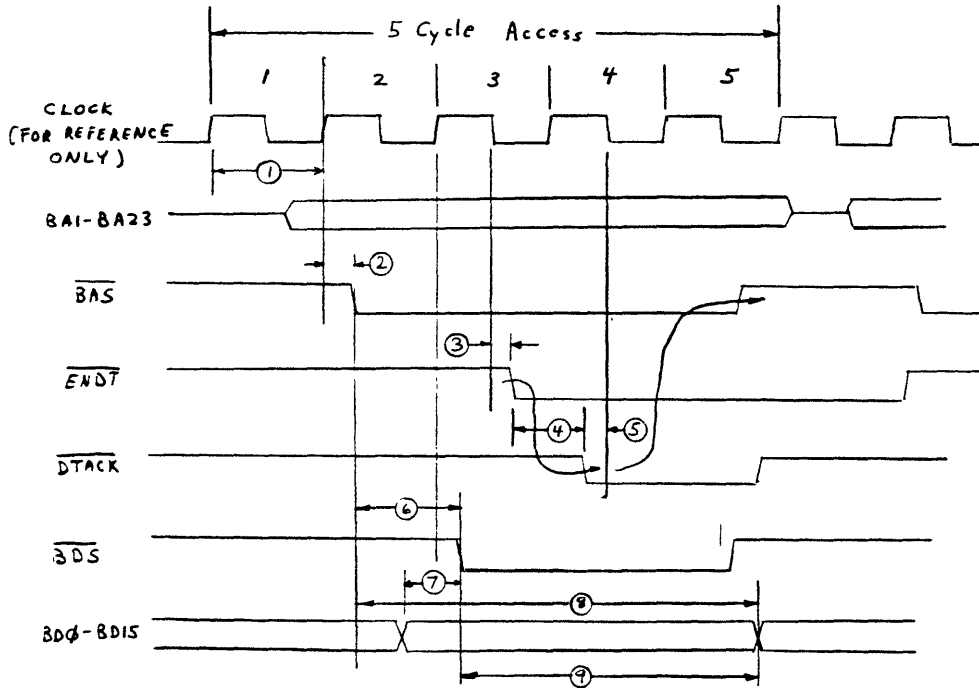 5 Cycle Access
1 2 3 4 5
CLOCK
(FOR REFERENCE
ONLY)
①
BA1-BA23
②
BAS
③
ENDT
④ ⑤
DTACK
⑥
BDS
⑦
⑧
BDØ-BD15
⑨